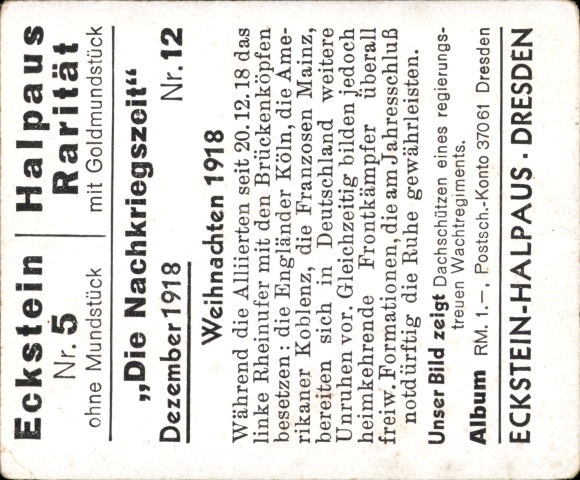 Eckstein Halpaus
Nr. 5 Rarität
ohne Mundstück mit Goldmundstück
„Die Nachkriegszeit“
Dezember 1918 Nr. 12
Weihnachten 1918
Während die Alliierten seit 20.12.18 das
linke Rheinufer mit den Brückenköpfen
besetzen: die Engländer Köln, die Ame-
rikaner Koblenz, die Franzosen Mainz,
bereiten sich in Deutschland weitere
Unruhen vor. Gleichzeitig bilden jedoch
heimkehrende Frontkämpfer überall
freiw. Formationen, die am Jahresschluß
notdürftig die Ruhe gewährleisten.
Unser Bild zeigt Dachschützen eines regierungs-
treuen Wachtregiments.
Album RM. 1.–, Postsch.-Konto 37061 Dresden
ECKSTEIN-HALPAUS · DRESDEN